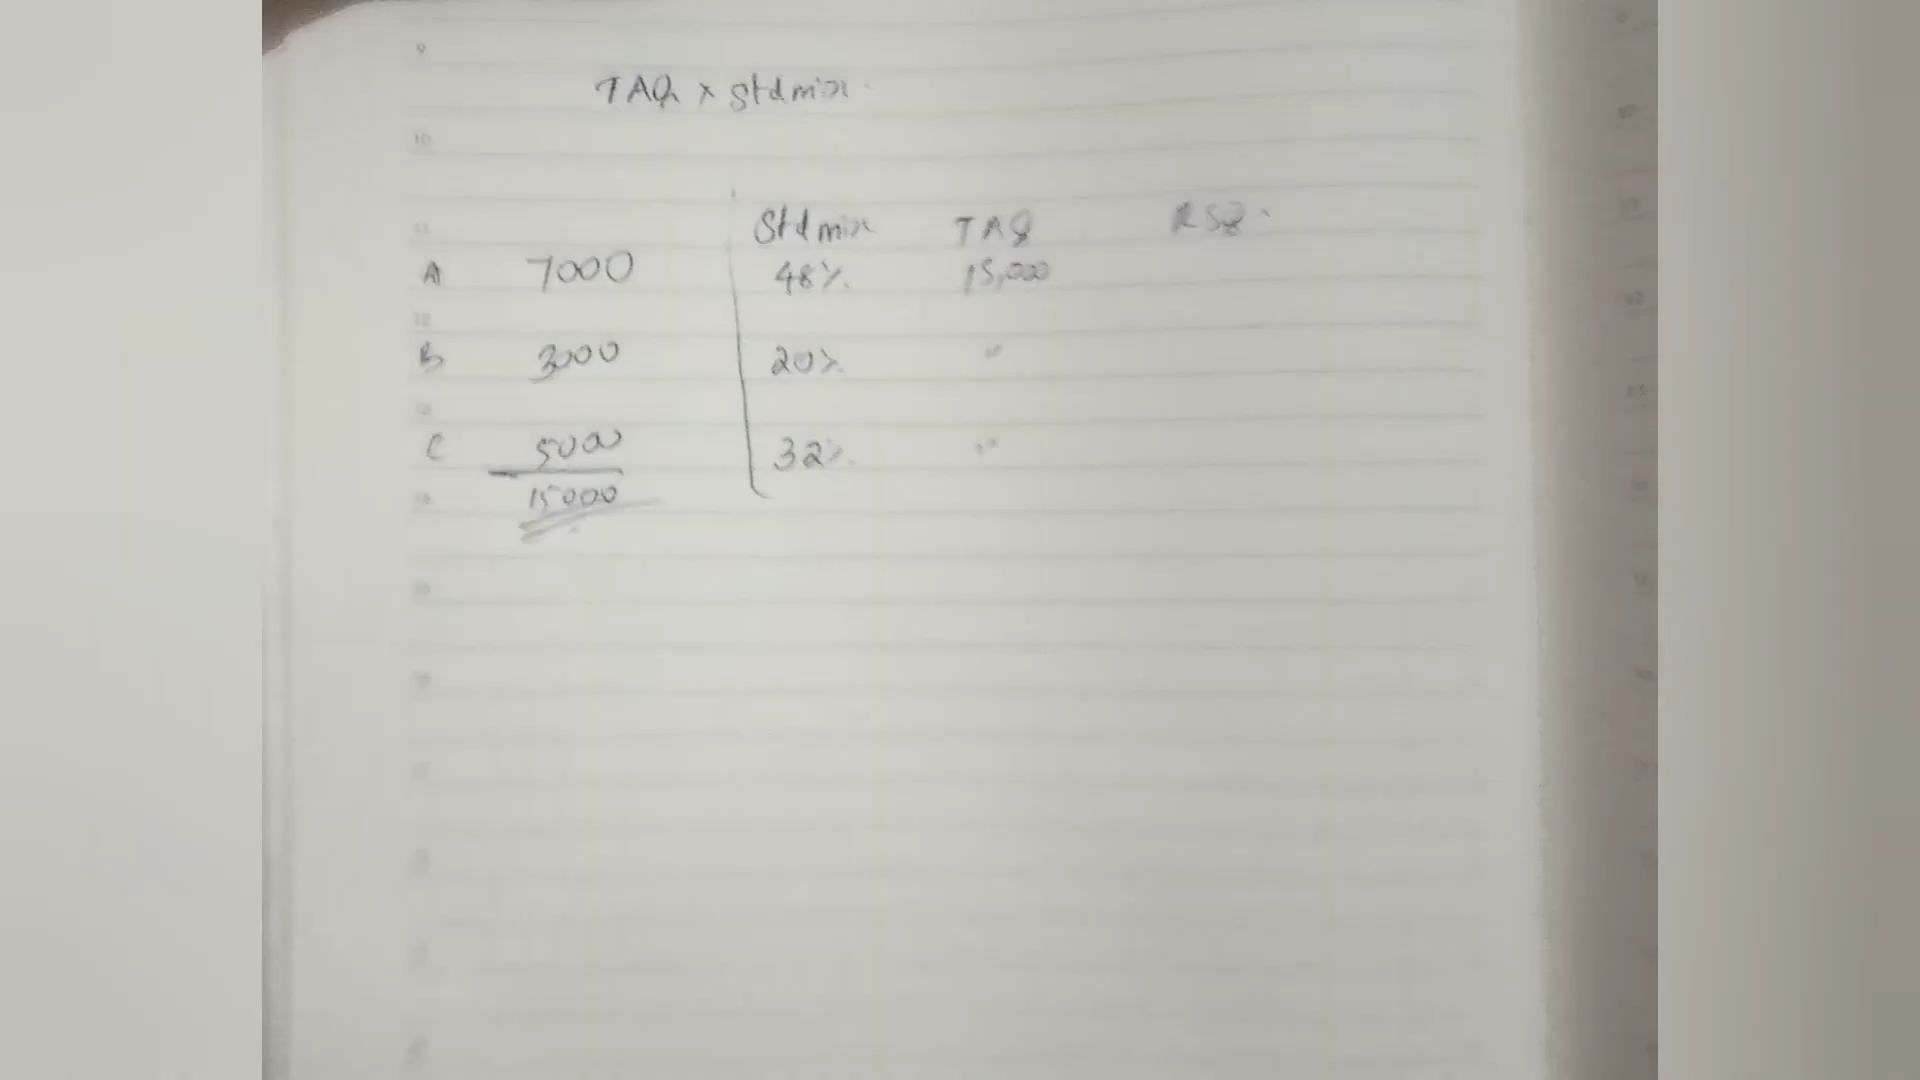 TAQ x Std mix
Std mix TAQ RSQ
A 7000 48% 15,000
B 3000 20% "
C 5000 32% "
15000